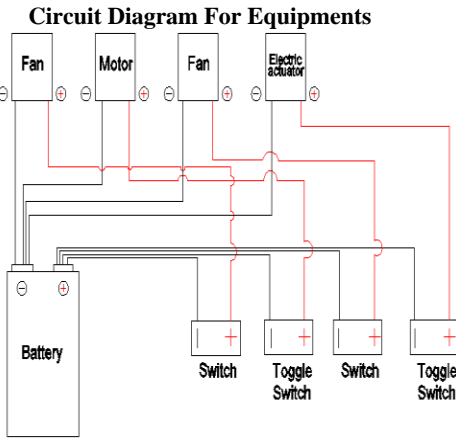 Circuit Diagram For Equipments
Fan
Motor
Fan
Electric
actuator
Battery
Switch
Toggle
Switch
Switch
Toggle
Switch